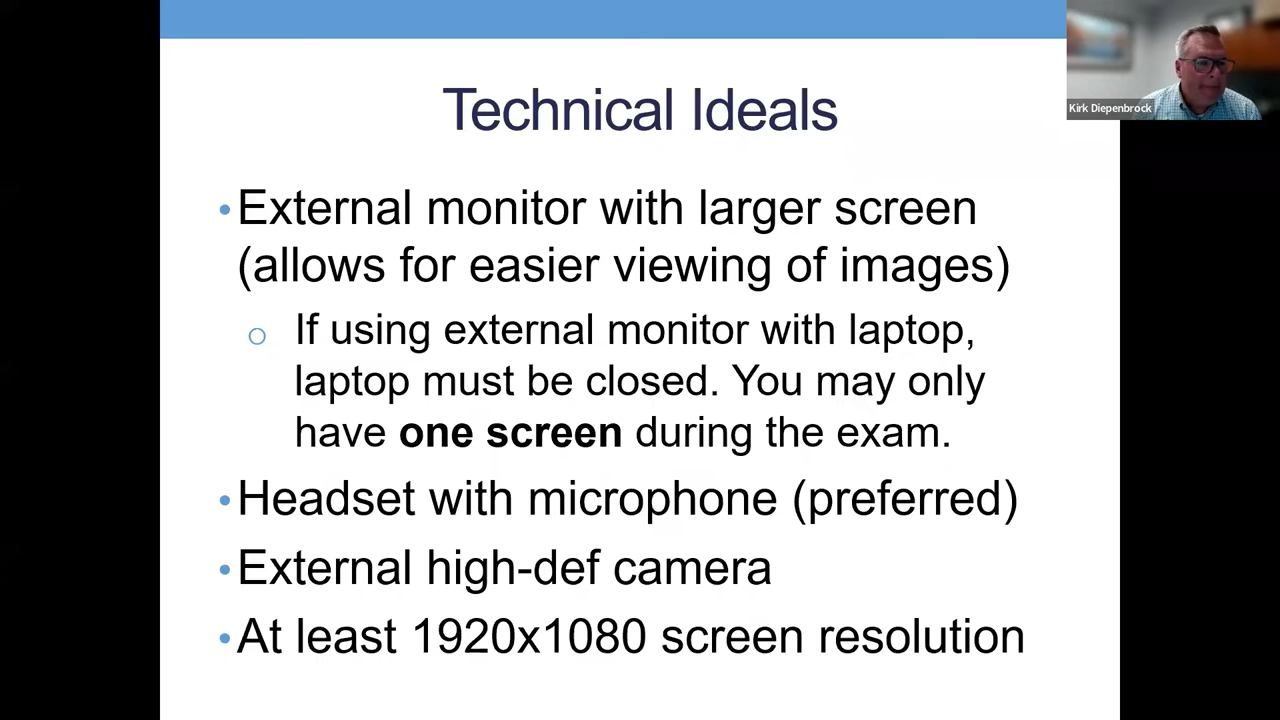 Technical Ideals
Kirk Diepenbrock
• External monitor with larger screen
(allows for easier viewing of images)
o If using external monitor with laptop,
laptop must be closed. You may only
have one screen during the exam.
• Headset with microphone (preferred)
• External high-def camera
• At least 1920x1080 screen resolution